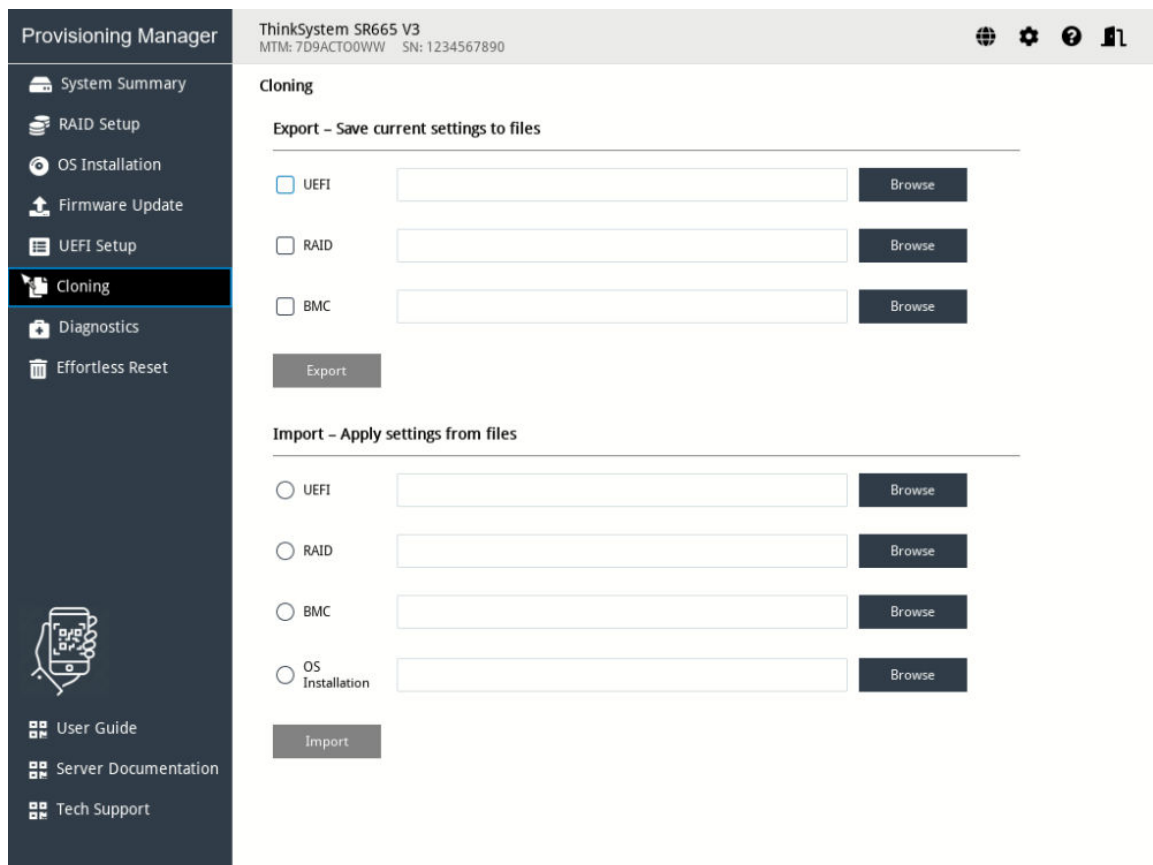 Provisioning Manager
ThinkSystem SR665 V3
MTM: 7D9ACTO0WW SN: 1234567890
System Summary
RAID Setup
OS Installation
Firmware Update
UEFI Setup
Cloning
Diagnostics
Effortless Reset
User Guide
Server Documentation
Tech Support
Cloning
Export – Save current settings to files
UEFI Browse
RAID Browse
BMC Browse
Export
Import – Apply settings from files
UEFI Browse
RAID Browse
BMC Browse
OS
Installation Browse
Import